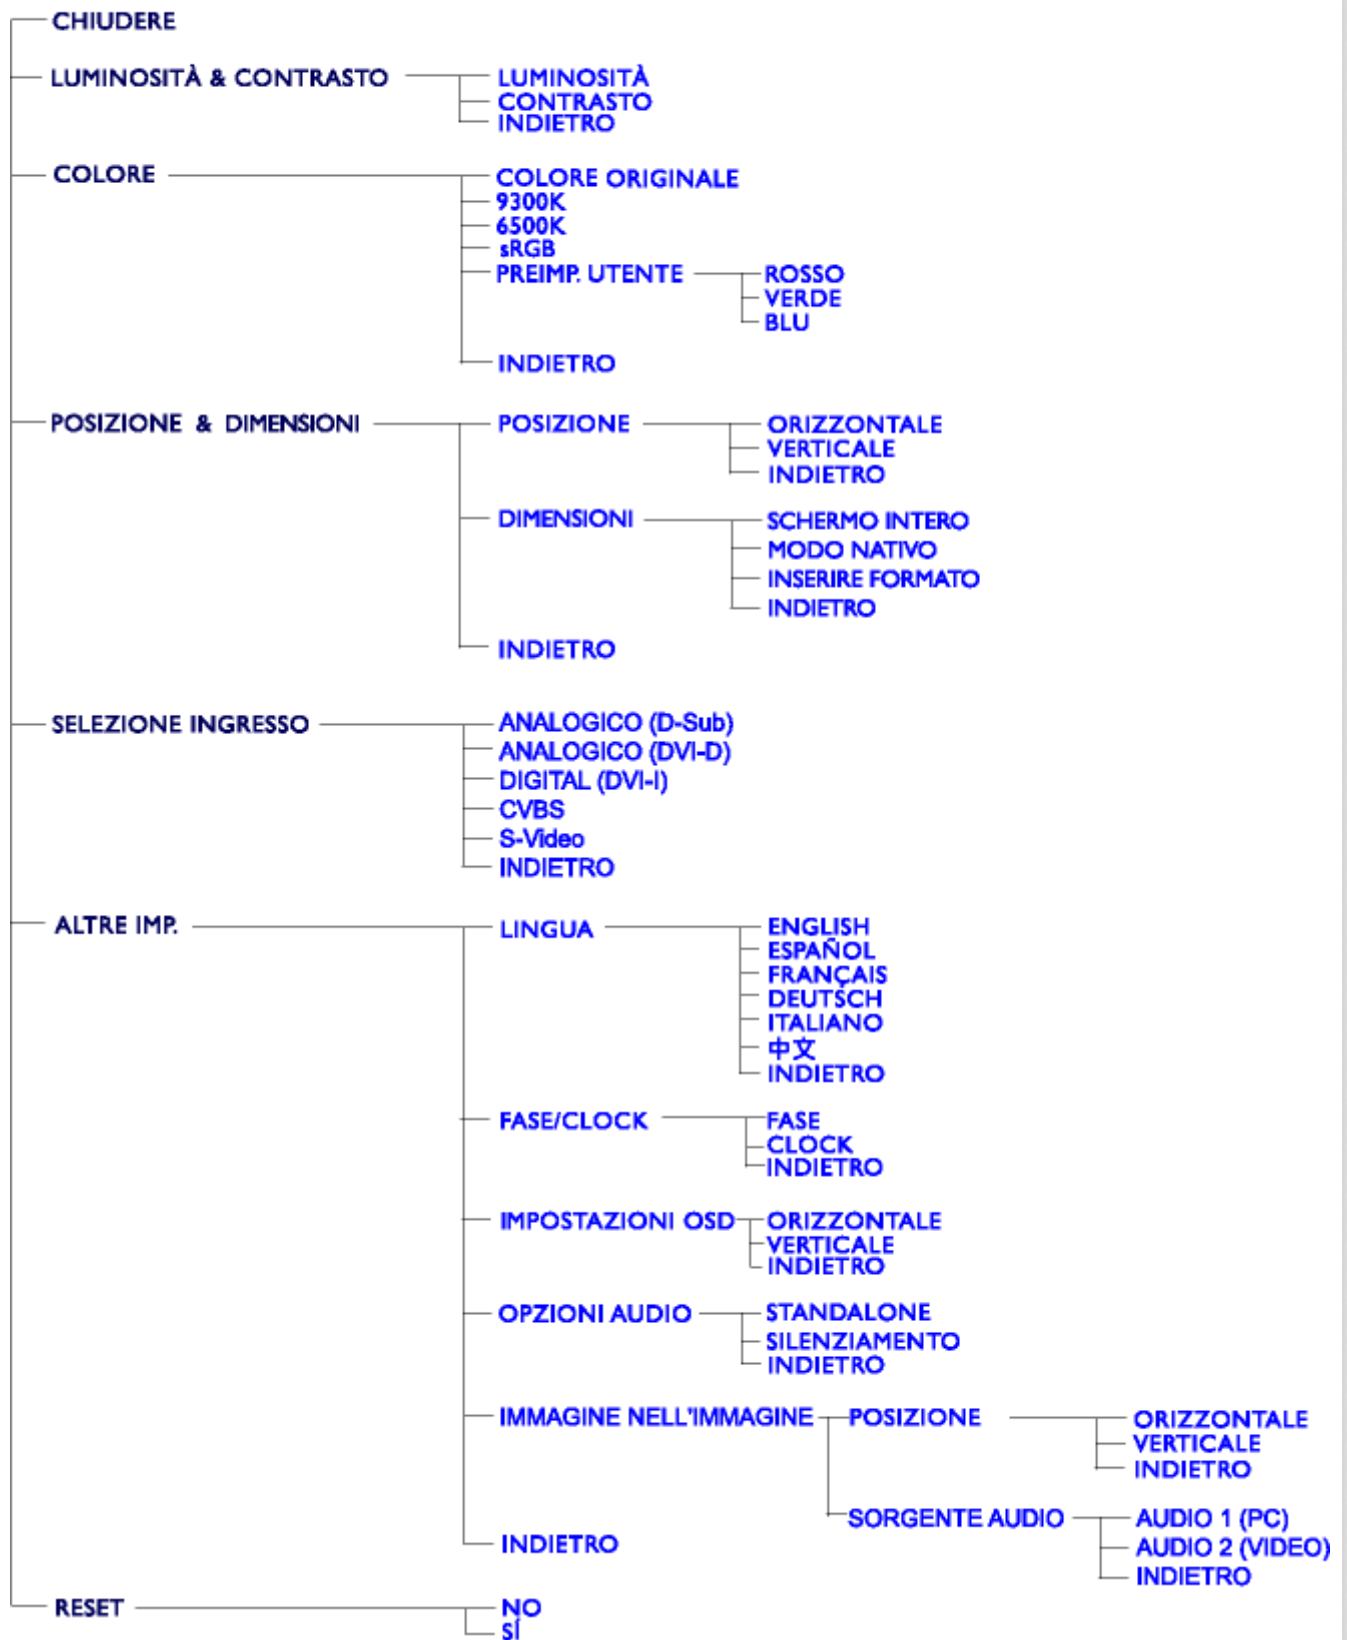 CHIUDERE
LUMINOSITÀ & CONTRASTO
LUMINOSITÀ
CONTRASTO
INDIETRO
COLORE
COLORE ORIGINALE
9300K
6500K
sRGB
PREIMP. UTENTE
ROSSO
VERDE
BLU
INDIETRO
POSIZIONE & DIMENSIONI
POSIZIONE
ORIZZONTALE
VERTICALE
INDIETRO
DIMENSIONI
SCHERMO INTERO
MODO NATIVO
INSERIRE FORMATO
INDIETRO
INDIETRO
SELEZIONE INGRESSO
ANALOGICO (D-Sub)
ANALOGICO (DVI-D)
DIGITAL (DVI-I)
CVBS
S-Video
INDIETRO
ALTRE IMP.
LINGUA
ENGLISH
ESPAÑOL
FRANÇAIS
DEUTSCH
ITALIANO
中文
INDIETRO
FASE/CLOCK
FASE
CLOCK
INDIETRO
IMPOSTAZIONI OSD
ORIZZONTALE
VERTICALE
INDIETRO
OPZIONI AUDIO
STANDALONE
SILENZIAMENTO
INDIETRO
IMMAGINE NELL'IMMAGINE
POSIZIONE
ORIZZONTALE
VERTICALE
INDIETRO
SORGENTE AUDIO
AUDIO 1 (PC)
AUDIO 2 (VIDEO)
INDIETRO
INDIETRO
RESET
NO
SÍ